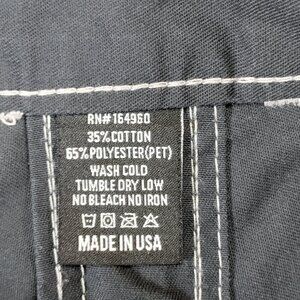 RN#164960
35%COTTON
65%POLYESTER(PET)
WASH COLD
TUMBLE DRY LOW
NO BLEACH NO IRON
MADE IN USA